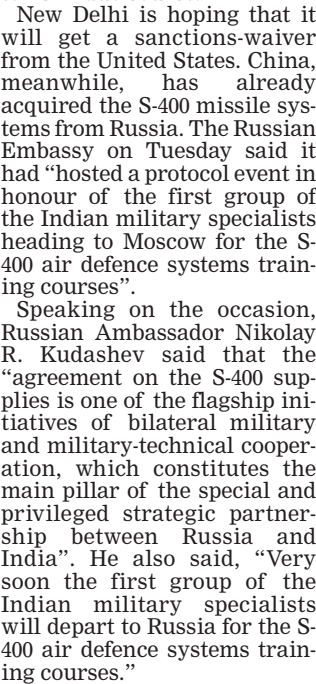 New Delhi is hoping that it
will get a sanctions-waiver
from the United States. China,
meanwhile, has already
acquired the S-400 missile sys-
tems from Russia. The Russian
Embassy on Tuesday said it
had “hosted a protocol event in
honour of the first group of
the Indian military specialists
heading to Moscow for the S-
400 air defence systems train-
ing courses”.
Speaking on the occasion,
Russian Ambassador Nikolay
R. Kudashev said that the
“agreement on the S-400 sup-
plies is one of the flagship ini-
tiatives of bilateral military
and military-technical cooper-
ation, which constitutes the
main pillar of the special and
privileged strategic partner-
ship between Russia and
India”. He also said, “Very
soon the first group of the
Indian military specialists
will depart to Russia for the S-
400 air defence systems train-
ing courses.”